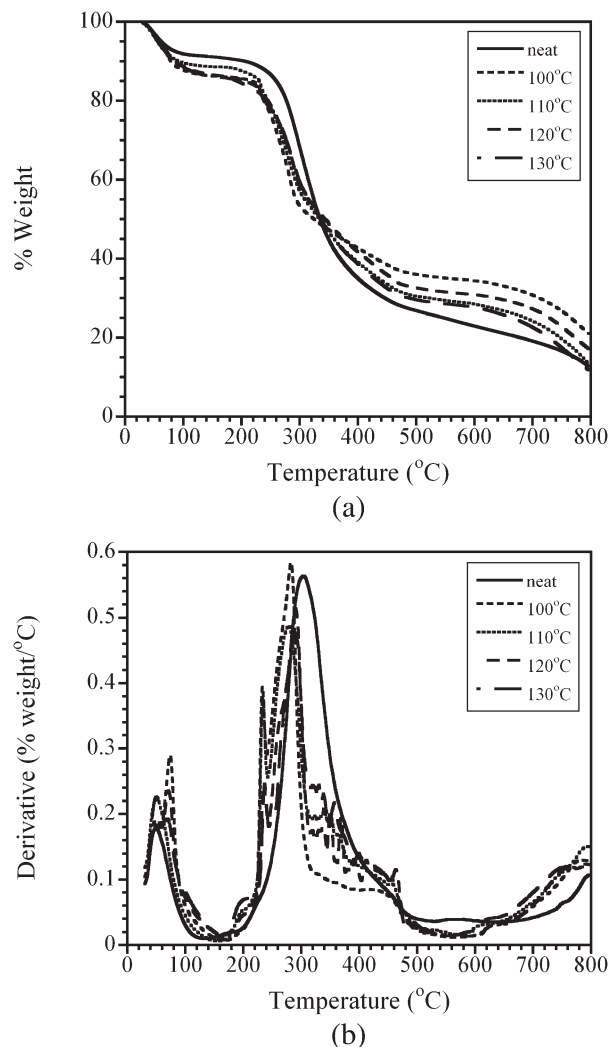 100
80
60
40
20
0
% Weight
neat
100°C
110°C
120°C
130°C
0 100 200 300 400 500 600 700 800
Temperature (°C)
(a)
0.6
0.5
0.4
0.3
0.2
0.1
0
Derivative (% weight/°C)
neat
100°C
110°C
120°C
130°C
0 100 200 300 400 500 600 700 800
Temperature (°C)
(b)